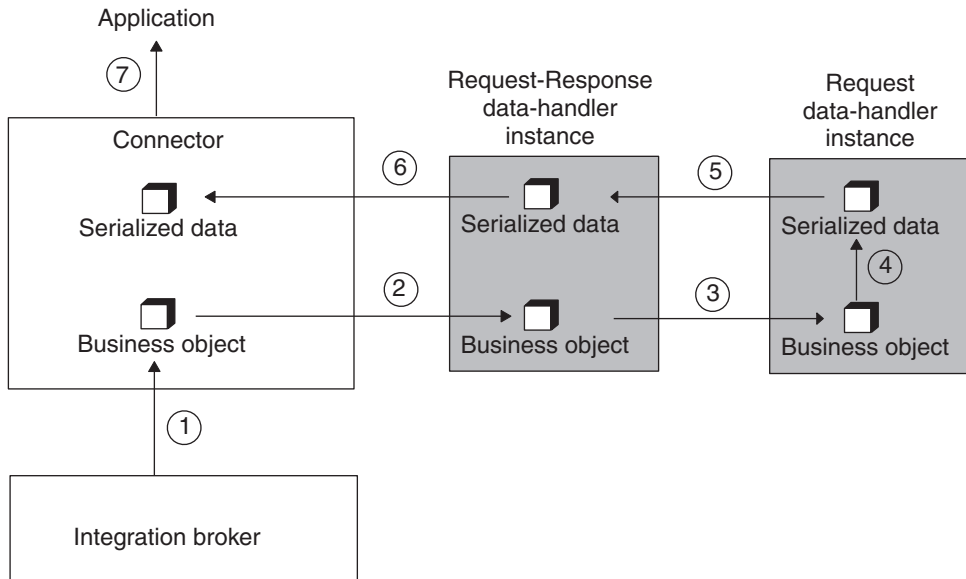 Application
7
Request-Response
data-handler
instance
Request
data-handler
instance
Connector
6
5
Serialized data
Serialized data
Serialized data
4
2
3
Business object
Business object
Business object
1
Integration broker